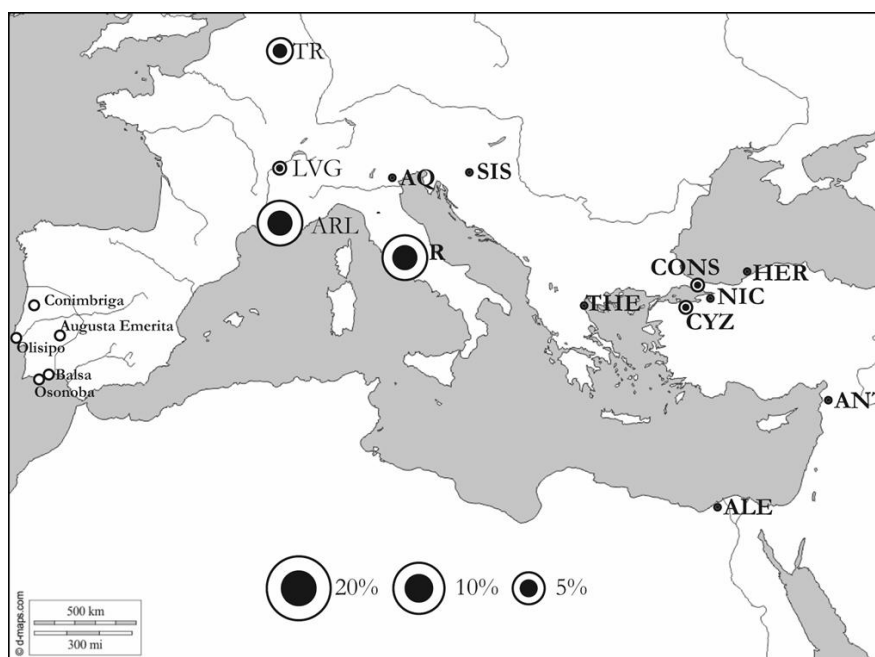 TR
LVG
AQ
SIS
ARL
R
CONS
HER
NIC
THE
CYZ
Conimbriga
Augusta Emerita
Olisipo
Balsa
Osonoba
ANT
ALE
20%
10%
5%
500 km
300 mi
© d-maps.com